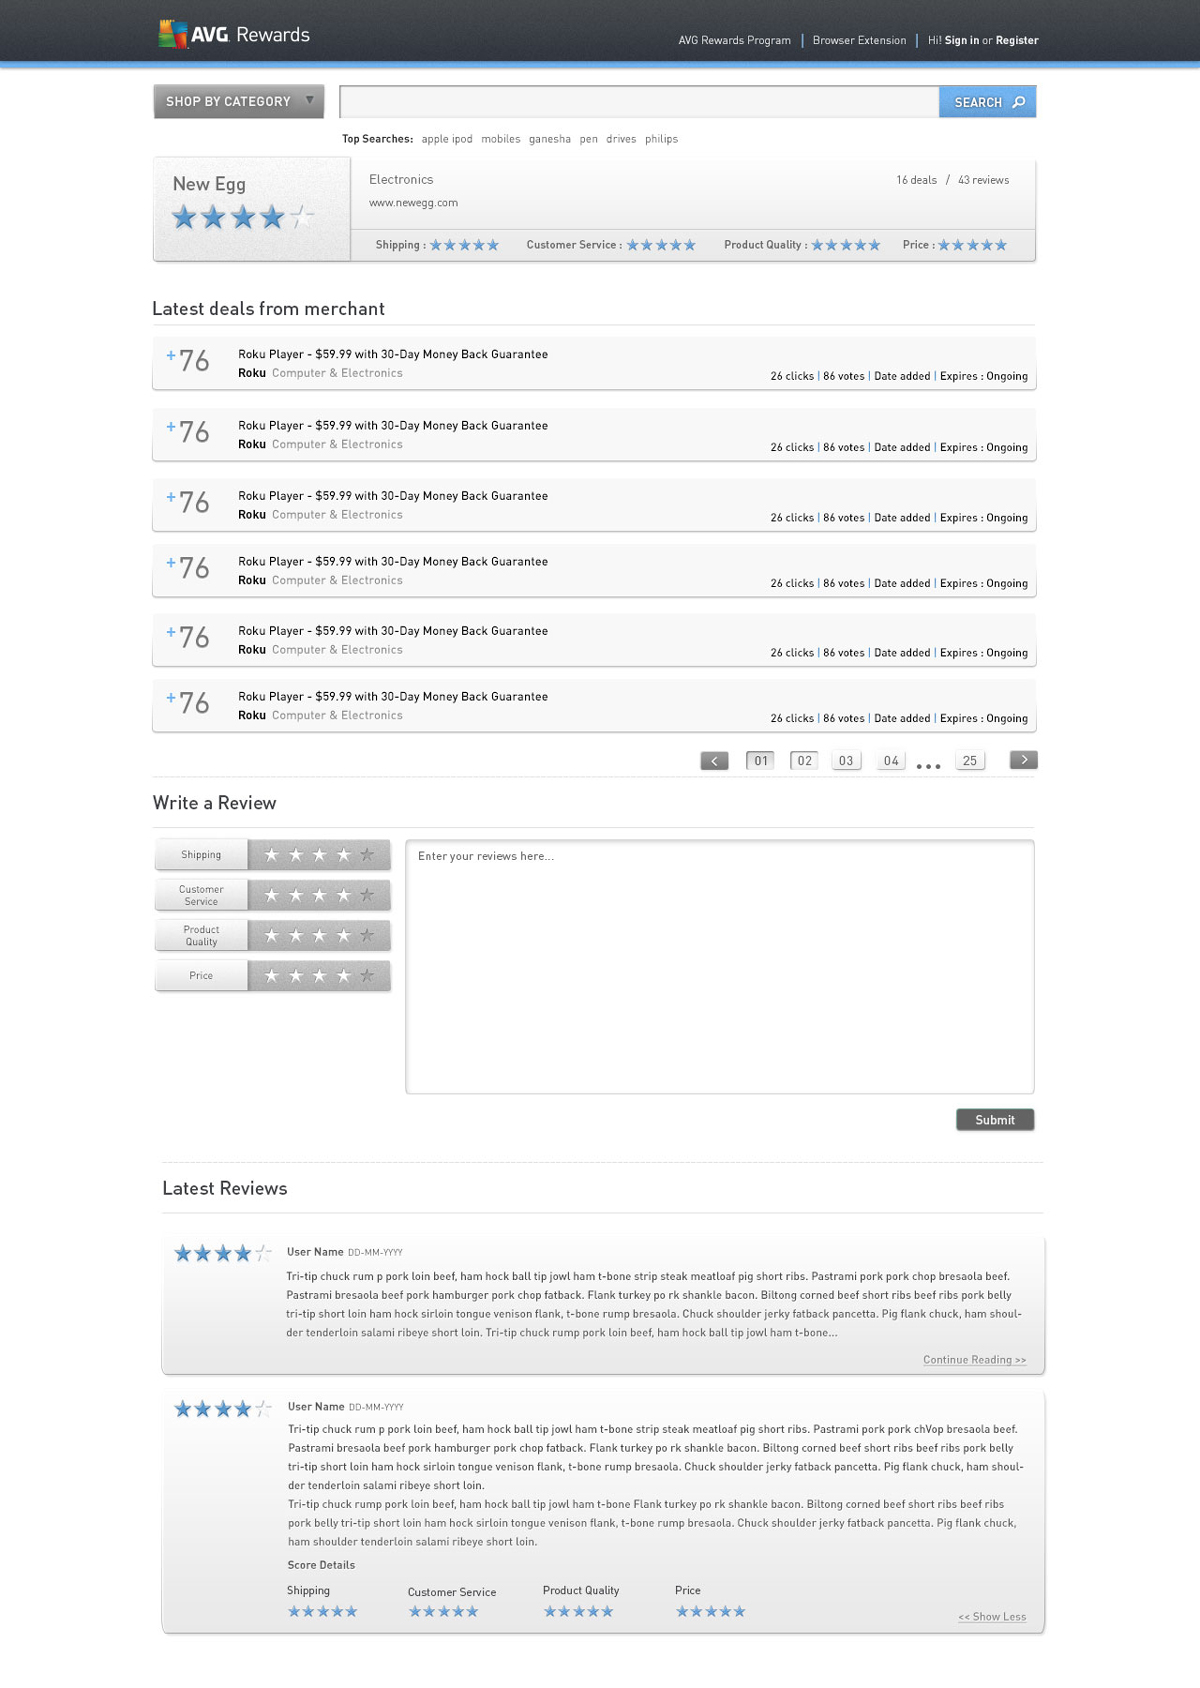 AVG Rewards
AVG Rewards Program | Browser Extension | Hi! Sign in or Register
SHOP BY CATEGORY
SEARCH
Top Searches: apple ipod mobiles ganesha pen drives philips
New Egg
Electronics
16 deals / 43 reviews
www.newegg.com
Shipping : Customer Service : Product Quality : Price :
Latest deals from merchant
+76
Roku Player - $59.99 with 30-Day Money Back Guarantee
Roku Computer & Electronics
26 clicks | 86 votes | Date added | Expires : Ongoing
+76
Roku Player - $59.99 with 30-Day Money Back Guarantee
Roku Computer & Electronics
26 clicks | 86 votes | Date added | Expires : Ongoing
+76
Roku Player - $59.99 with 30-Day Money Back Guarantee
Roku Computer & Electronics
26 clicks | 86 votes | Date added | Expires : Ongoing
+76
Roku Player - $59.99 with 30-Day Money Back Guarantee
Roku Computer & Electronics
26 clicks | 86 votes | Date added | Expires : Ongoing
+76
Roku Player - $59.99 with 30-Day Money Back Guarantee
Roku Computer & Electronics
26 clicks | 86 votes | Date added | Expires : Ongoing
+76
Roku Player - $59.99 with 30-Day Money Back Guarantee
Roku Computer & Electronics
26 clicks | 86 votes | Date added | Expires : Ongoing
< 01 02 03 04 ... 25 >
Write a Review
Shipping
Customer
Service
Product
Quality
Price
Enter your reviews here...
Submit
Latest Reviews
User Name DD-MM-YYYY
Tri-tip chuck rum p pork loin beef, ham hock ball tip jowl ham t-bone strip steak meatloaf pig short ribs. Pastrami pork pork chop bresaola beef.
Pastrami bresaola beef pork hamburger pork chop fatback. Flank turkey po rk shankle bacon. Biltong corned beef short ribs beef ribs pork belly
tri-tip short loin ham hock sirloin tongue venison flank, t-bone rump bresaola. Chuck shoulder jerky fatback pancetta. Pig flank chuck, ham shoul-
der tenderloin salami ribeye short loin. Tri-tip chuck rump pork loin beef, ham hock ball tip jowl ham t-bone...
Continue Reading >>
User Name DD-MM-YYYY
Tri-tip chuck rum p pork loin beef, ham hock ball tip jowl ham t-bone strip steak meatloaf pig short ribs. Pastrami pork pork chVop bresaola beef.
Pastrami bresaola beef pork hamburger pork chop fatback. Flank turkey po rk shankle bacon. Biltong corned beef short ribs beef ribs pork belly
tri-tip short loin ham hock sirloin tongue venison flank, t-bone rump bresaola. Chuck shoulder jerky fatback pancetta. Pig flank chuck, ham shoul-
der tenderloin salami ribeye short loin.
Tri-tip chuck rump pork loin beef, ham hock ball tip jowl ham t-bone Flank turkey po rk shankle bacon. Biltong corned beef short ribs beef ribs
pork belly tri-tip short loin ham hock sirloin tongue venison flank, t-bone rump bresaola. Chuck shoulder jerky fatback pancetta. Pig flank chuck,
ham shoulder tenderloin salami ribeye short loin.
Score Details
Shipping Customer Service Product Quality Price
<< Show Less